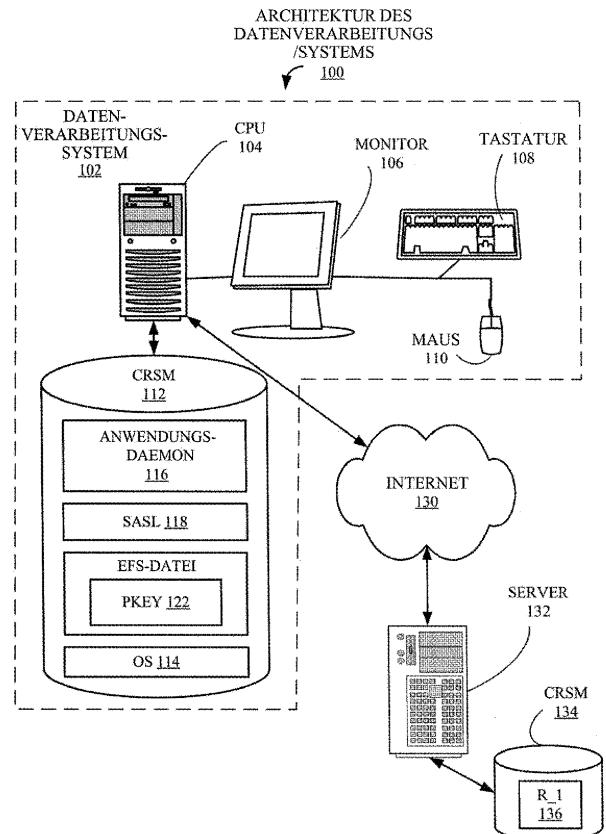 ARCHITEKTUR DES
DATENVERARBEITUNGS
/SYSTEMS
100
DATEN-
VERARBEITUNGS-
SYSTEM
102
CPU
104
MONITOR
106
TASTATUR
108
MAUS
110
CRSM
112
ANWENDUNGS-
DAEMON
116
SASL 118
EFS-DATEI
PKEY 122
OS 114
INTERNET
130
SERVER
132
CRSM
134
R_1
136